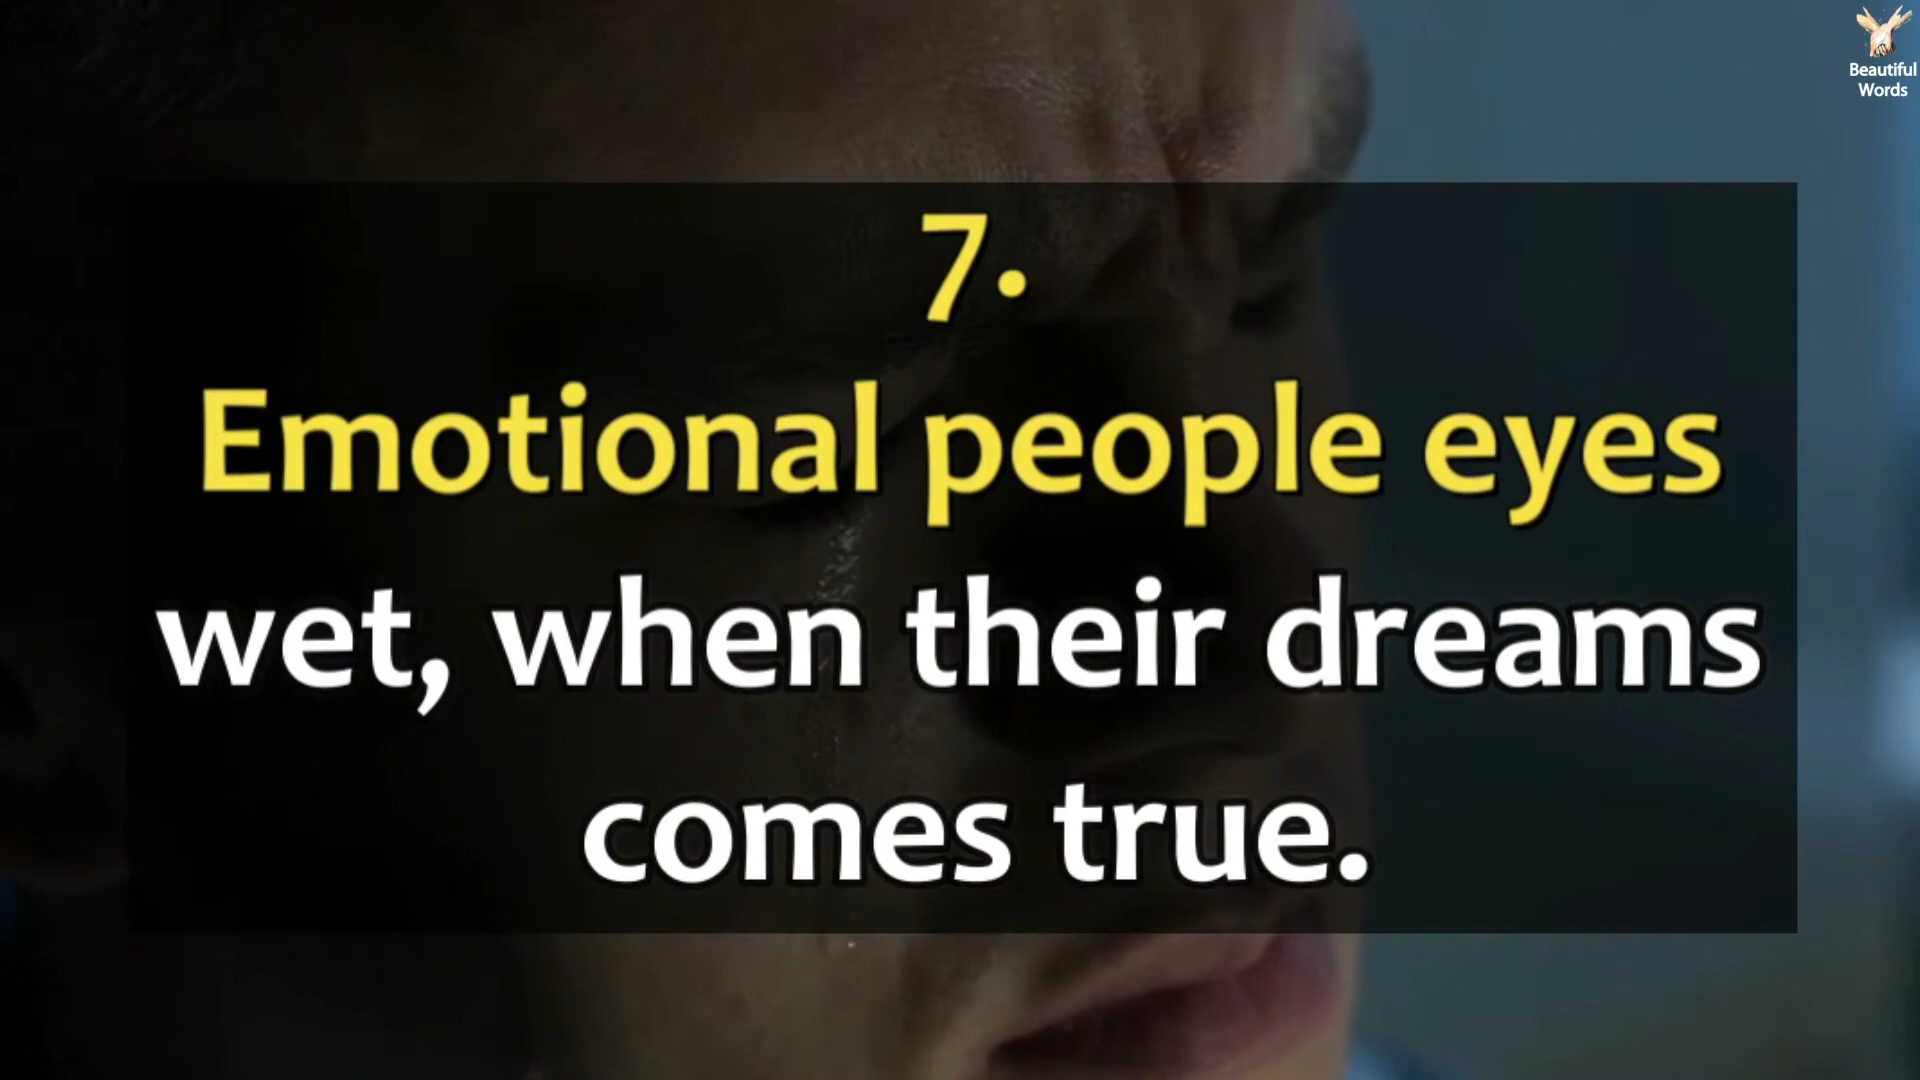 Beautiful
Words
7.
Emotional people eyes
wet, when their dreams
comes true.